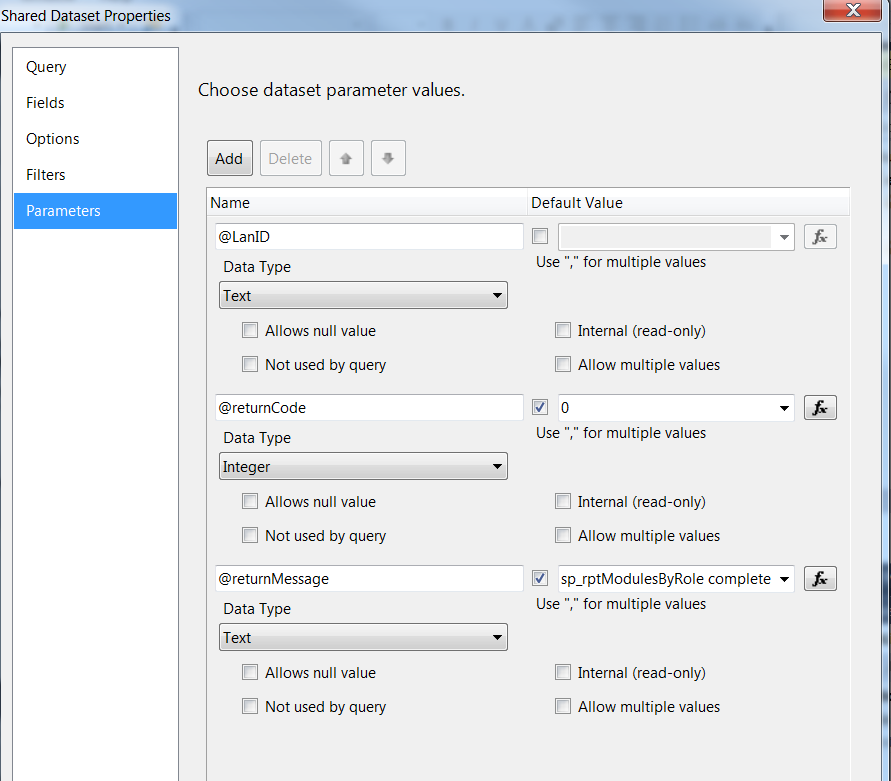 Shared Dataset Properties
Query
Fields
Options
Filters
Parameters
Choose dataset parameter values.
Add
Delete
Name
Default Value
@LanID
fx
Use "," for multiple values
Data Type
Text
Allows null value
Internal (read-only)
Not used by query
Allow multiple values
@returnCode
0
fx
Use "," for multiple values
Data Type
Integer
Allows null value
Internal (read-only)
Not used by query
Allow multiple values
@returnMessage
sp_rptModulesByRole complete
fx
Use "," for multiple values
Data Type
Text
Allows null value
Internal (read-only)
Not used by query
Allow multiple values